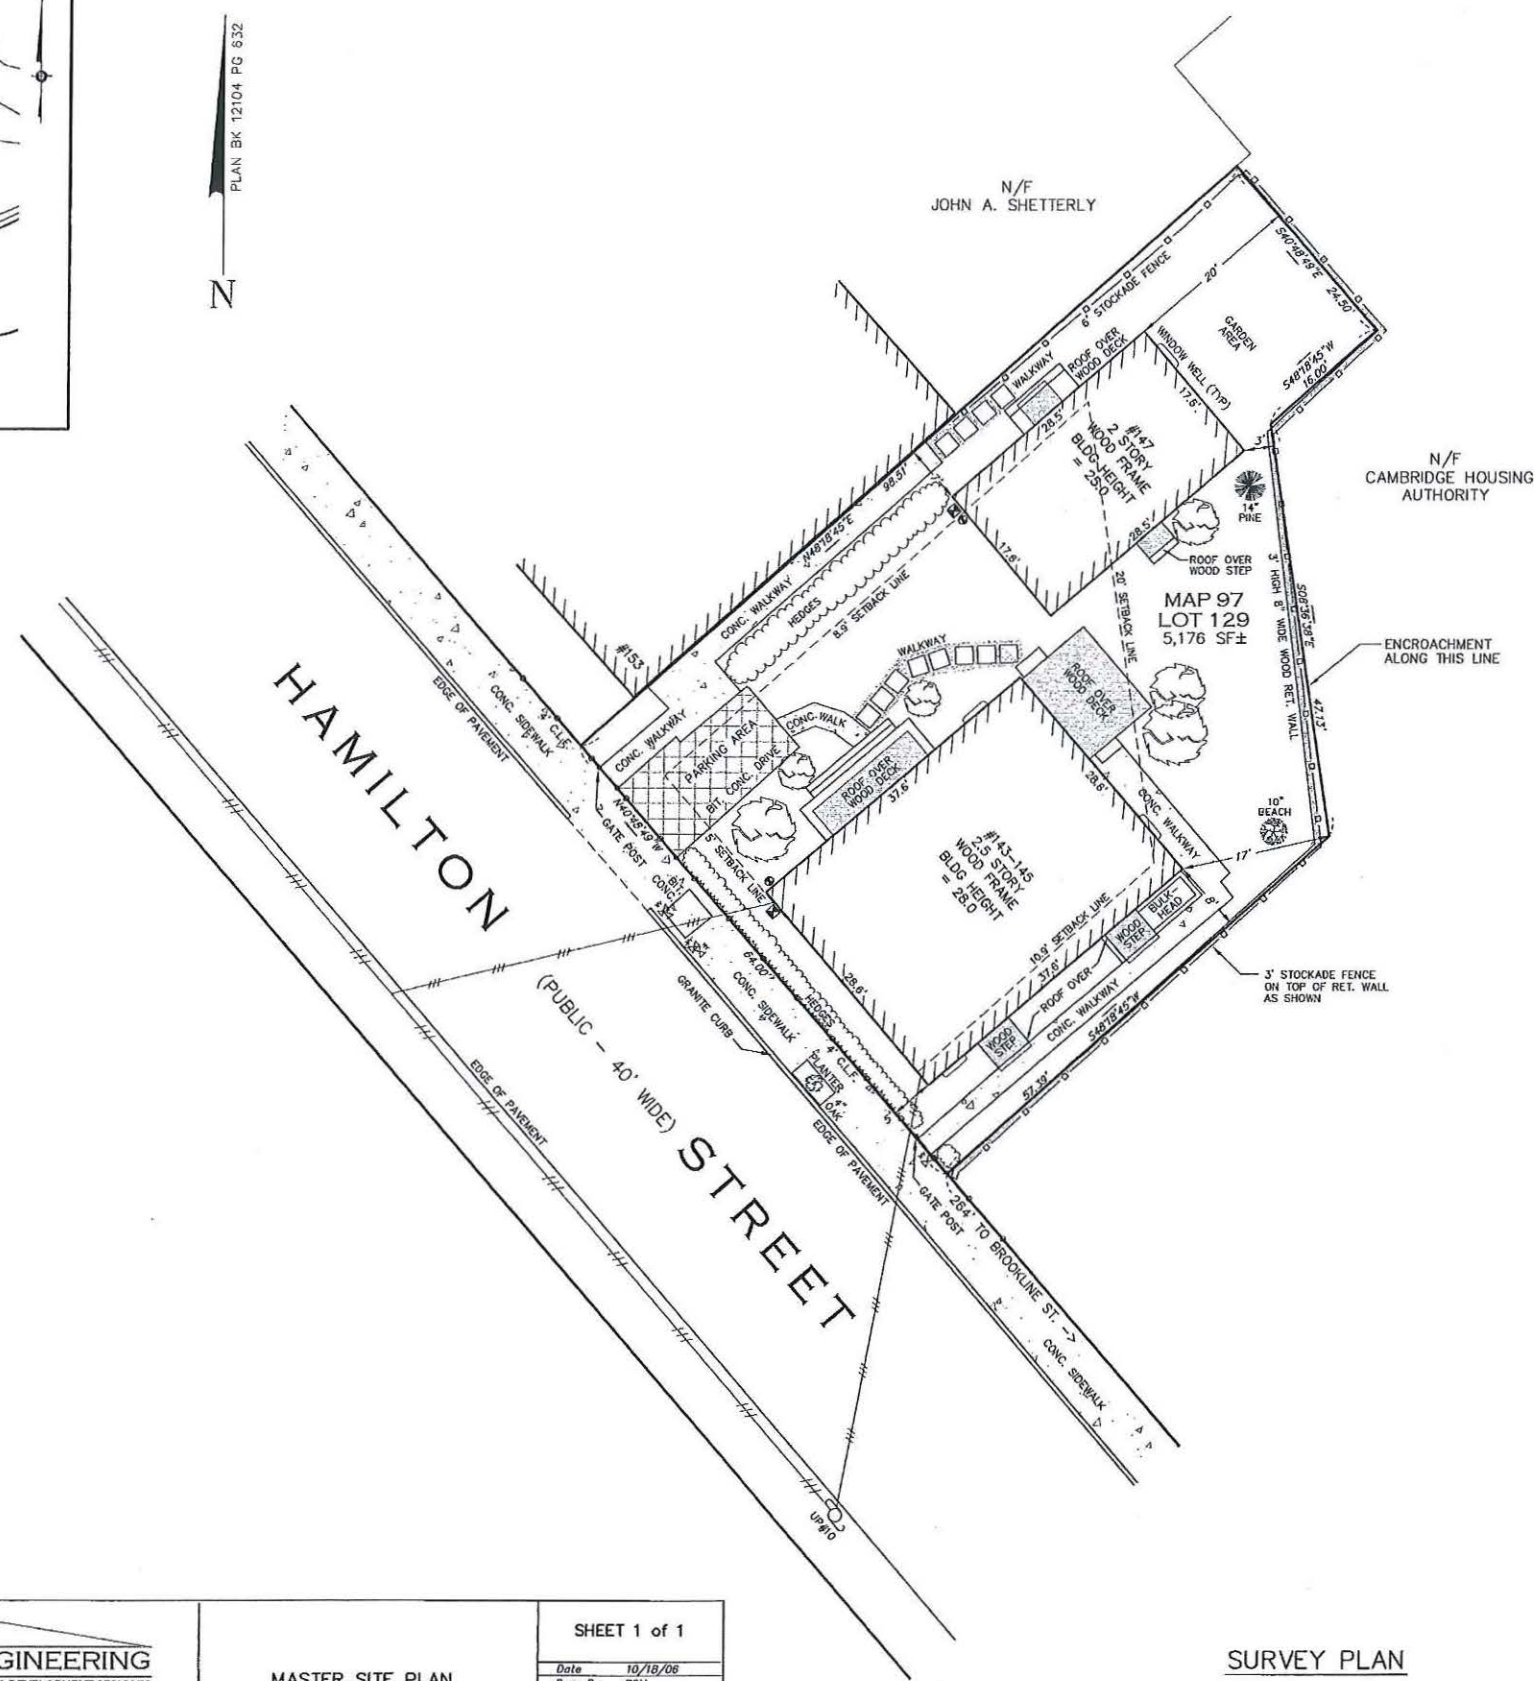 PLAN BK 12104 PG 632
N
N/F
JOHN A. SHETTERLY
6' STOCKADE FENCE
20'
S40°48'49"E
24.50'
GARDEN
AREA
S48°18'45"W
16.00'
WALKWAY
ROOF OVER
WOOD DECK
WINDOW WELL (TYP)
17.6'
28.5'
#147
2 STORY
WOOD FRAME
BLDG HEIGHT
= 25.0
3'
N/F
CAMBRIDGE HOUSING
AUTHORITY
14"
PINE
98.51'
N48°18'45"E
CONC. WALKWAY
HEDGES
8.9' SETBACK LINE
17.6'
28.5'
ROOF OVER
WOOD STEP
20' SETBACK LINE
MAP 97
LOT 129
5,176 SF±
3' HIGH 8" WIDE WOOD RET. WALL
S08°36'38"E
47.13'
ENCROACHMENT
ALONG THIS LINE
#153
WALKWAY
ROOF OVER
WOOD DECK
CONC. SIDEWALK
EDGE OF PAVEMENT
4' C.L.F.
CONC. WALKWAY
PARKING AREA
BIT. CONC. DRIVE
CONC. WALK
ROOF OVER
WOOD DECK
37.6'
28.6'
CONC. WALKWAY
10"
BEACH
17'
HAMILTON
N40°48'49"W
GATE POST
5' SETBACK LINE
BIT.
CONC.
#143-145
2.5 STORY
WOOD FRAME
BLDG HEIGHT
= 28.0
BULK-
HEAD
8'
WOOD
STEP
10.9' SETBACK LINE
37.6'
64.00'
CONC. SIDEWALK
28.6'
HEDGES
ROOF OVER
CONC. WALKWAY
S48°18'45"W
3' STOCKADE FENCE
ON TOP OF RET. WALL
AS SHOWN
GRANITE CURB
(PUBLIC - 40' WIDE)
WOOD
STEP
4' C.L.F.
PLANTER
4"
OAK
5'
57.39'
EDGE OF PAVEMENT
EDGE OF PAVEMENT
STREET
GATE POST
264' TO BROOKLINE ST. ->
CONC. SIDEWALK
UP#10
GINEERING
MASTER SITE PLAN
SHEET 1 of 1
Date 10/18/06
SURVEY PLAN